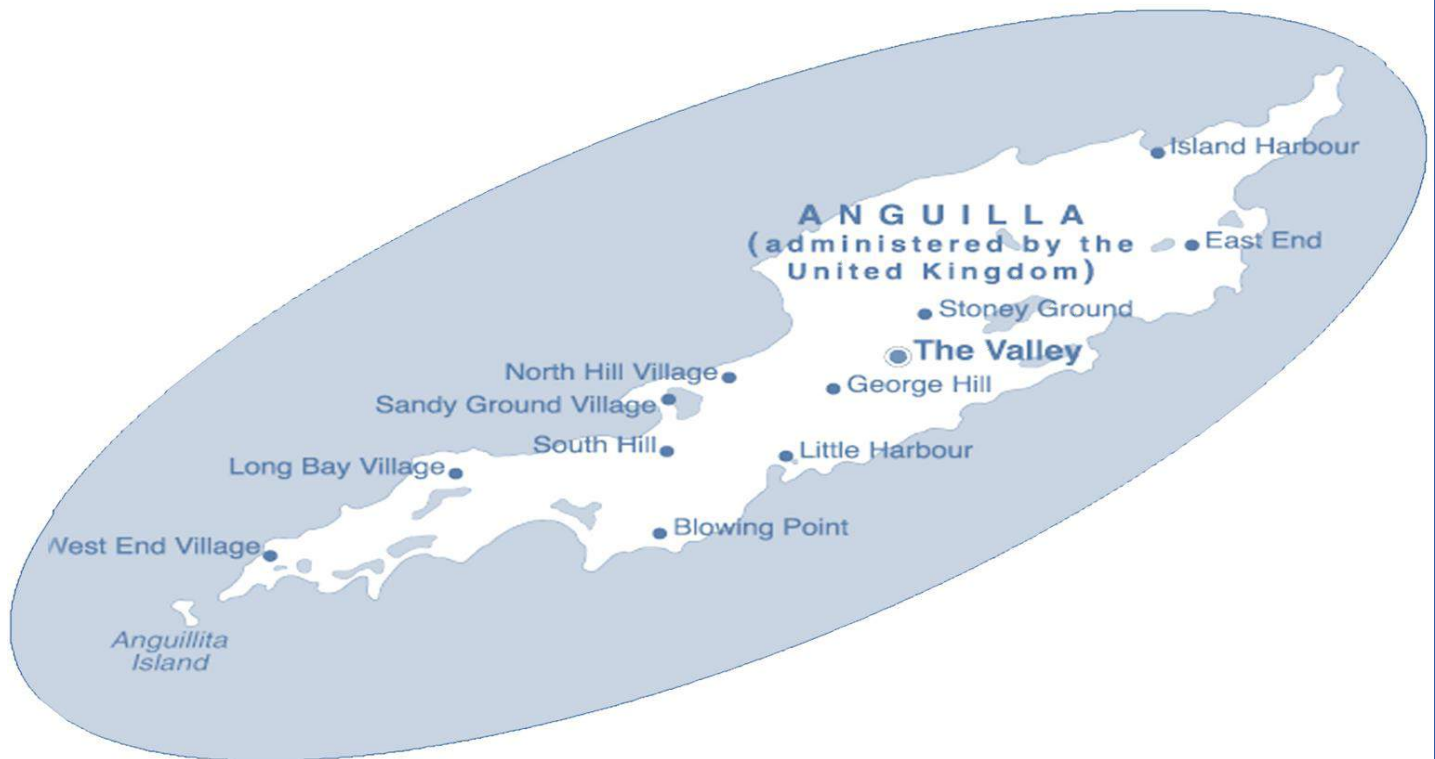 Island Harbour
ANGUILLA
(administered by the
United Kingdom)
East End
Stoney Ground
The Valley
North Hill Village
George Hill
Sandy Ground Village
South Hill
Little Harbour
Long Bay Village
Blowing Point
West End Village
Anguillita
Island